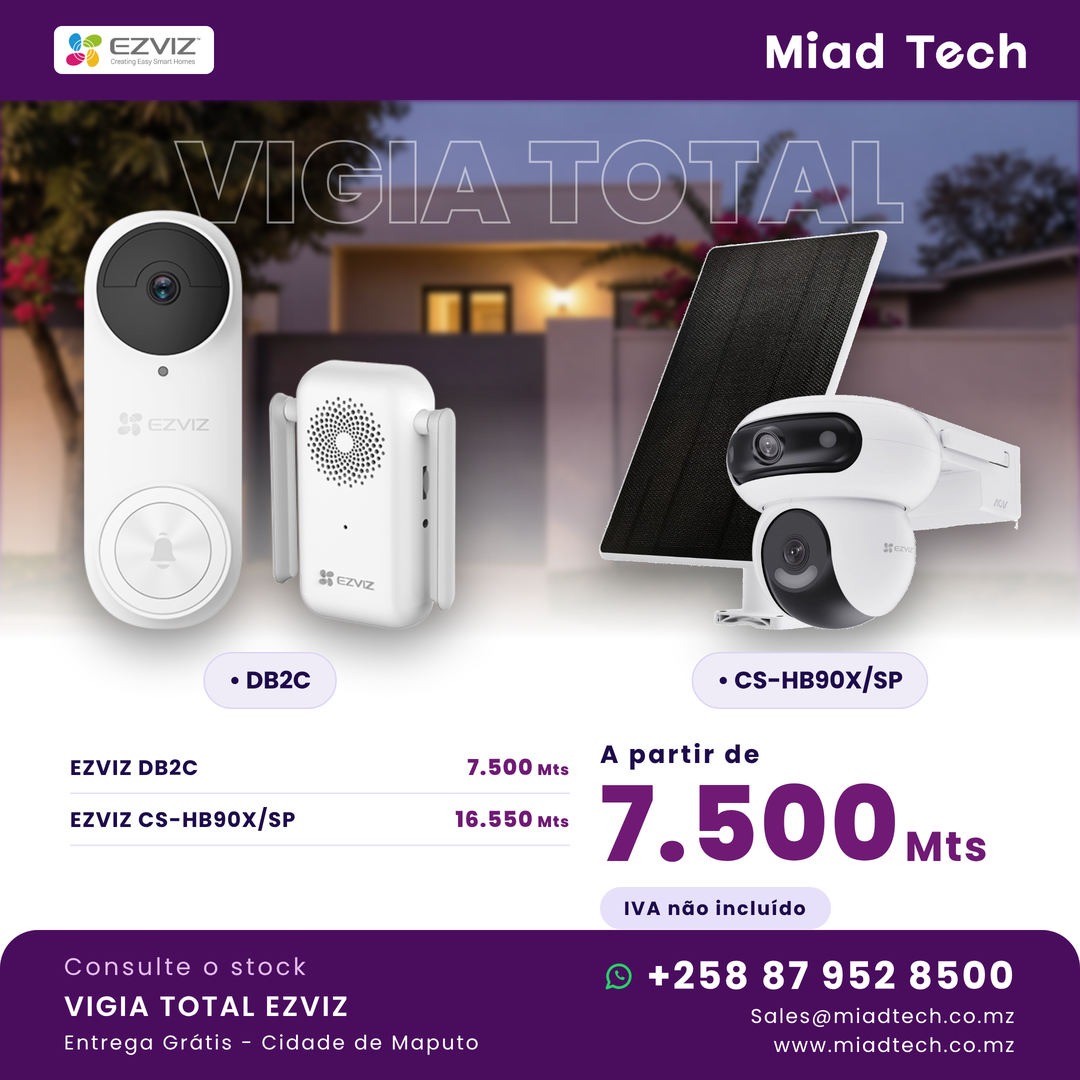 EZVIZ
Creating Easy Smart Homes
Miad Tech
VIGIA TOTAL
EZVIZ
EZVIZ
EZVIZ
• DB2C
• CS-HB90X/SP
EZVIZ DB2C 7.500 Mts
EZVIZ CS-HB90X/SP 16.550 Mts
A partir de
7.500 Mts
IVA não incluído
Consulte o stock
VIGIA TOTAL EZVIZ
Entrega Grátis - Cidade de Maputo
+258 87 952 8500
Sales@miadtech.co.mz
www.miadtech.co.mz